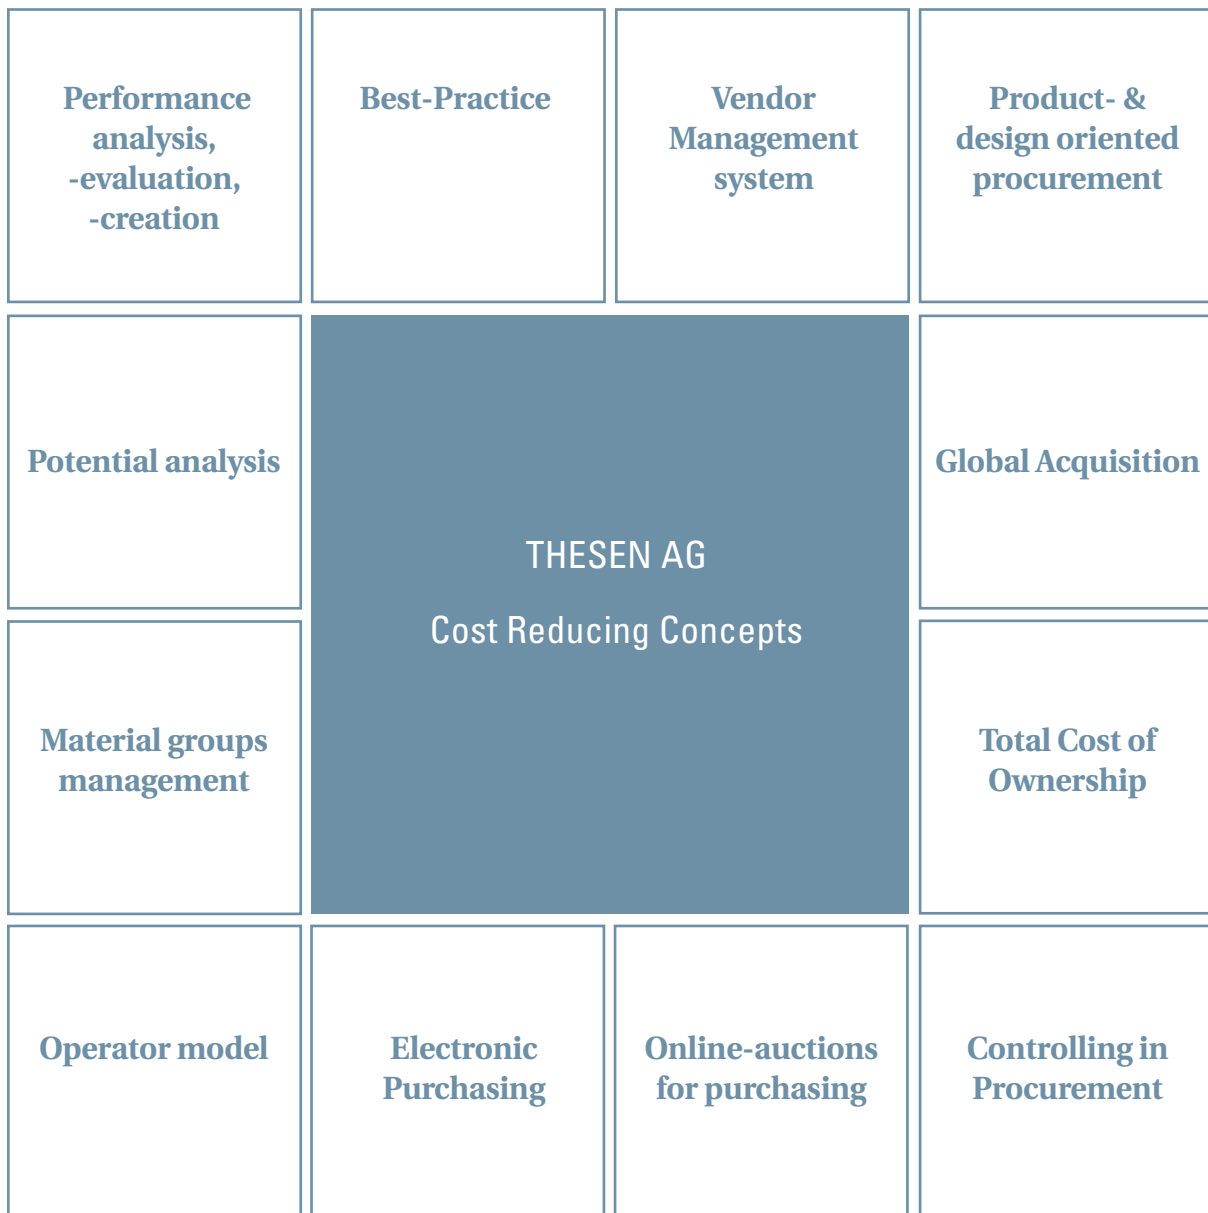 Performance
analysis,
-evaluation,
-creation
Best-Practice
Vendor
Management
system
Product- &
design oriented
procurement
Potential analysis
THESEN AG
Cost Reducing Concepts
Global Acquisition
Material groups
management
Total Cost of
Ownership
Operator model
Electronic
Purchasing
Online-auctions
for purchasing
Controlling in
Procurement